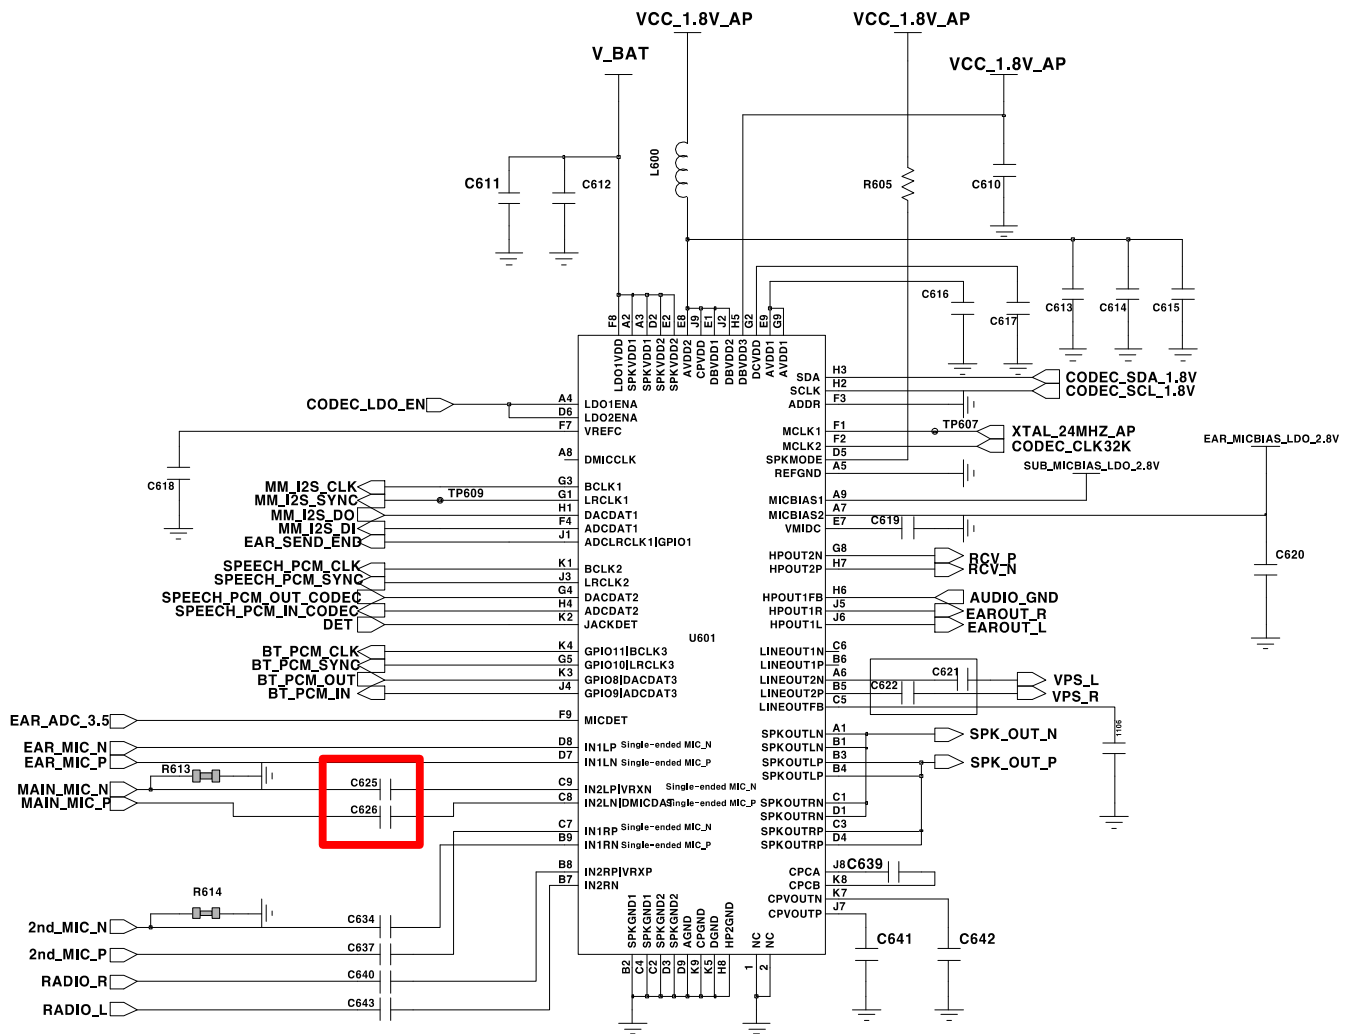 VCC_1.8V_AP
VCC_1.8V_AP
V_BAT
VCC_1.8V_AP
L600
C611
C612
R605
C610
C616
C617
C613
C614
C615
F8
A2
A3
D2
E2
E8
J9
E1
J2
H5
G2
E9
G9
LDO1VDD
SPKVDD1
SPKVDD1
SPKVDD2
SPKVDD2
AVDD2
CPVDD
DBVDD1
DBVDD2
DBVDD3
DCVDD
AVDD1
AVDD1
CODEC_LDO_EN
A4 LDO1ENA
D6 LDO2ENA
F7 VREFC
C618
A8 DMICCLK
MM_I2S_CLK G3 BCLK1
MM_I2S_SYNC TP609 G1 LRCLK1
MM_I2S_DO H1 DACDAT1
MM_I2S_DI F4 ADCDAT1
EAR_SEND_END J1 ADCLRCLK1|GPIO1
SPEECH_PCM_CLK K1 BCLK2
SPEECH_PCM_SYNC J3 LRCLK2
SPEECH_PCM_OUT_CODEC G4 DACDAT2
SPEECH_PCM_IN_CODEC H4 ADCDAT2
DET K2 JACKDET
BT_PCM_CLK K4 GPIO11|BCLK3
BT_PCM_SYNC G5 GPIO10|LRCLK3
BT_PCM_OUT K3 GPIO8|DACDAT3
BT_PCM_IN J4 GPIO9|ADCDAT3
EAR_ADC_3.5 F9 MICDET
EAR_MIC_N D8 IN1LP Single-ended MIC_N
EAR_MIC_P D7 IN1LN Single-ended MIC_P
R613
MAIN_MIC_N C625 C9 IN2LP|VRXN Single-ended MIC_N
MAIN_MIC_P C626 C8 IN2LN|DMICDAT Single-ended MIC_P
C7 IN1RP Single-ended MIC_N
B9 IN1RN Single-ended MIC_P
B8 IN2RP|VRXP
B7 IN2RN
R614
2nd_MIC_N C634
2nd_MIC_P C637
RADIO_R C640
RADIO_L C643
U601
SDA H3 CODEC_SDA_1.8V
SCLK H2 CODEC_SCL_1.8V
ADDR F3
MCLK1 F1 TP607 XTAL_24MHZ_AP
MCLK2 F2 CODEC_CLK32K
SPKMODE D5
REFGND A5
EAR_MICBIAS_LDO_2.8V
SUB_MICBIAS_LDO_2.8V
MICBIAS1 A9
MICBIAS2 A7
VMIDC E7 C619
C620
HPOUT2N G8 RCV_P
HPOUT2P H7 RCV_N
HPOUT1FB H6 AUDIO_GND
HPOUT1R J5 EAROUT_R
HPOUT1L J6 EAROUT_L
LINEOUT1N C6
LINEOUT1P B6
LINEOUT2N A6 C621 VPS_L
LINEOUT2P B5 C622 VPS_R
LINEOUTFB C5
1106
SPKOUTLN A1 SPK_OUT_N
SPKOUTLN B1
SPKOUTLP B3 SPK_OUT_P
SPKOUTLP B4
SPKOUTRN C1
SPKOUTRN D1
SPKOUTRP C3
SPKOUTRP D4
CPCA J8 C639
CPCB K8
CPVOUTN K7
CPVOUTP J7
C641
C642
SPKGND1
SPKGND1
SPKGND2
SPKGND2
AGND
CPGND
DGND
HP2GND
NC
NC
B2
C4
C2
D3
D9
K9
K5
H8
1
2